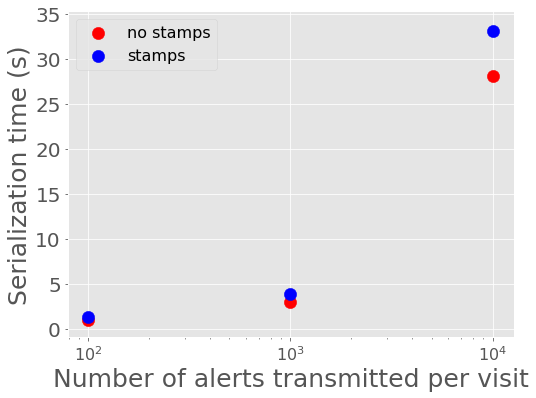 no stamps
stamps
Serialization time (s)
35
30
25
20
15
10
5
0
10²
10³
10⁴
Number of alerts transmitted per visit